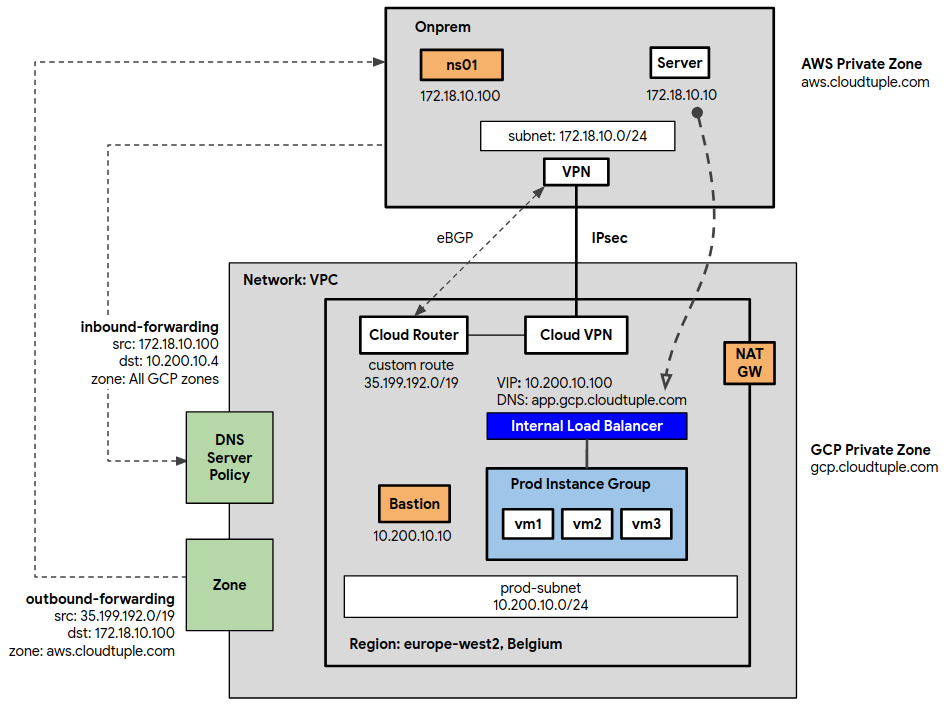 Onprem
ns01
172.18.10.100
Server
172.18.10.10
subnet: 172.18.10.0/24
VPN
AWS Private Zone
aws.cloudtuple.com
eBGP
IPsec
Network: VPC
inbound-forwarding
src: 172.18.10.100
dst: 10.200.10.4
zone: All GCP zones
Cloud Router
custom route
35.199.192.0/19
Cloud VPN
NAT
GW
VIP: 10.200.10.100
DNS: app.gcp.cloudtuple.com
Internal Load Balancer
DNS
Server
Policy
GCP Private Zone
gcp.cloudtuple.com
Prod Instance Group
vm1
vm2
vm3
Bastion
10.200.10.10
Zone
outbound-forwarding
src: 35.199.192.0/19
dst: 172.18.10.100
zone: aws.cloudtuple.com
prod-subnet
10.200.10.0/24
Region: europe-west2, Belgium